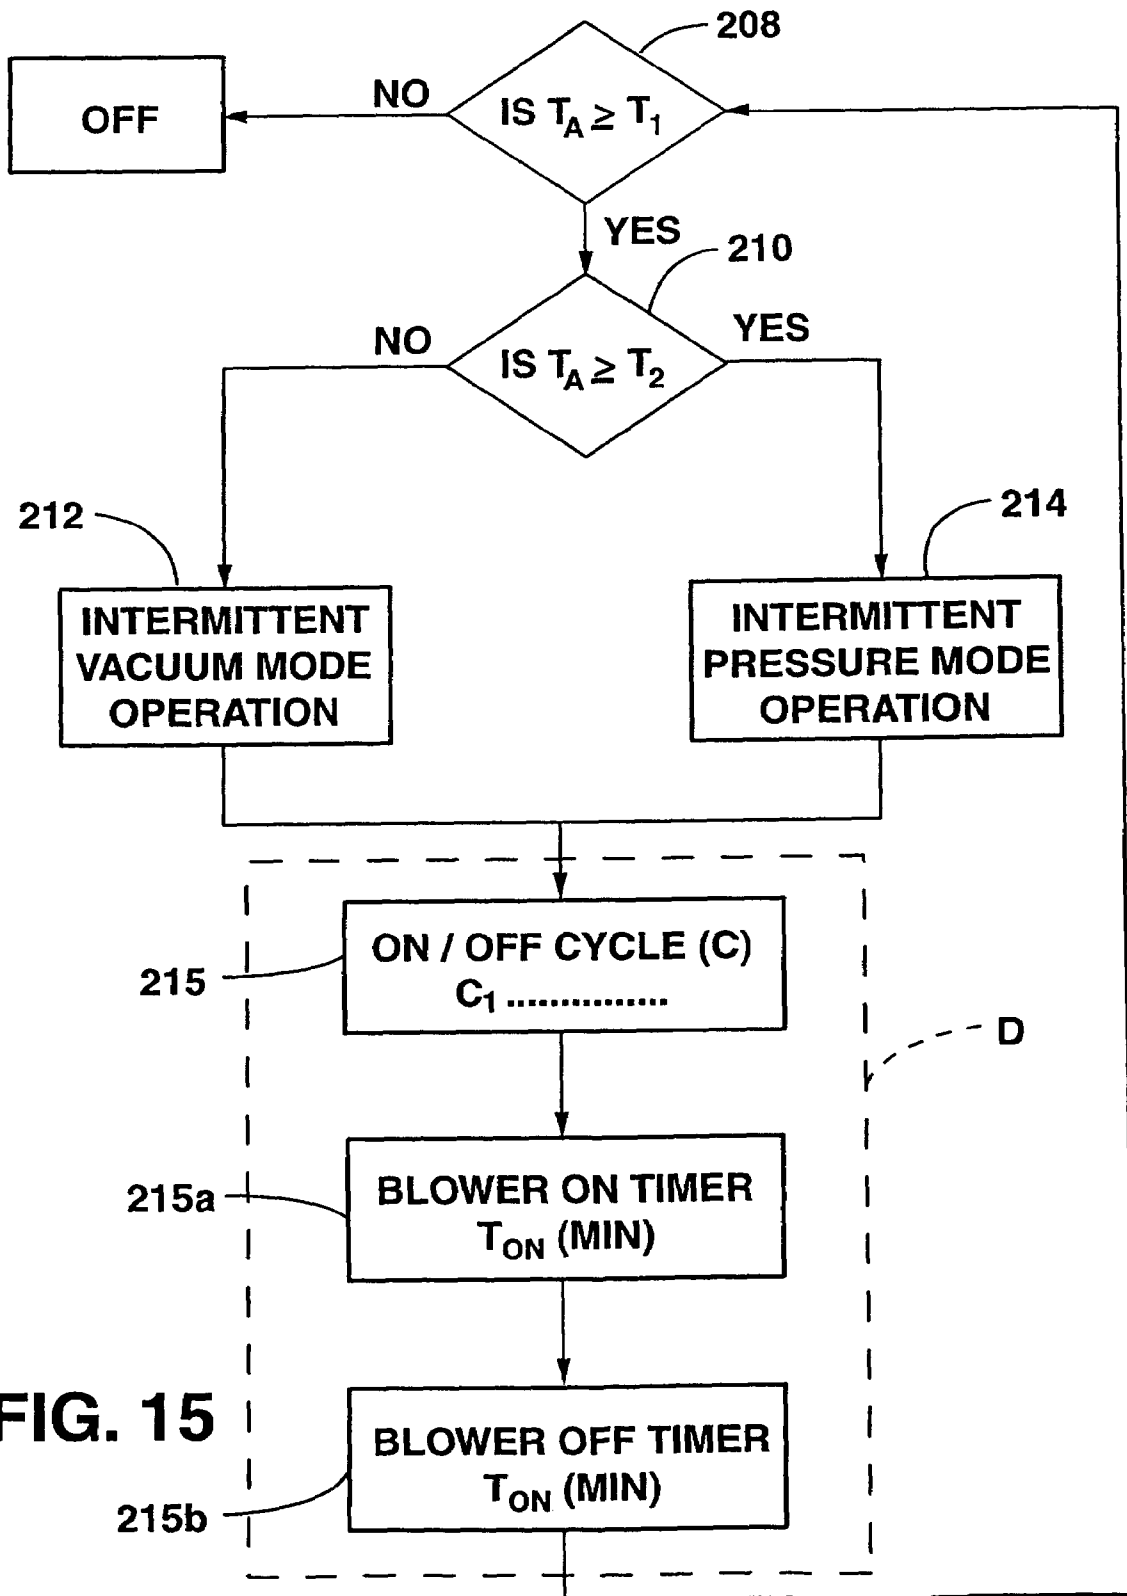 208
OFF
NO
IS T_A ≥ T_1
YES
210
NO
YES
IS T_A ≥ T_2
212
214
INTERMITTENT
VACUUM MODE
OPERATION
INTERMITTENT
PRESSURE MODE
OPERATION
ON / OFF CYCLE (C)
C_1 ................
215
D
BLOWER ON TIMER
T_ON (MIN)
215a
FIG. 15
BLOWER OFF TIMER
T_ON (MIN)
215b